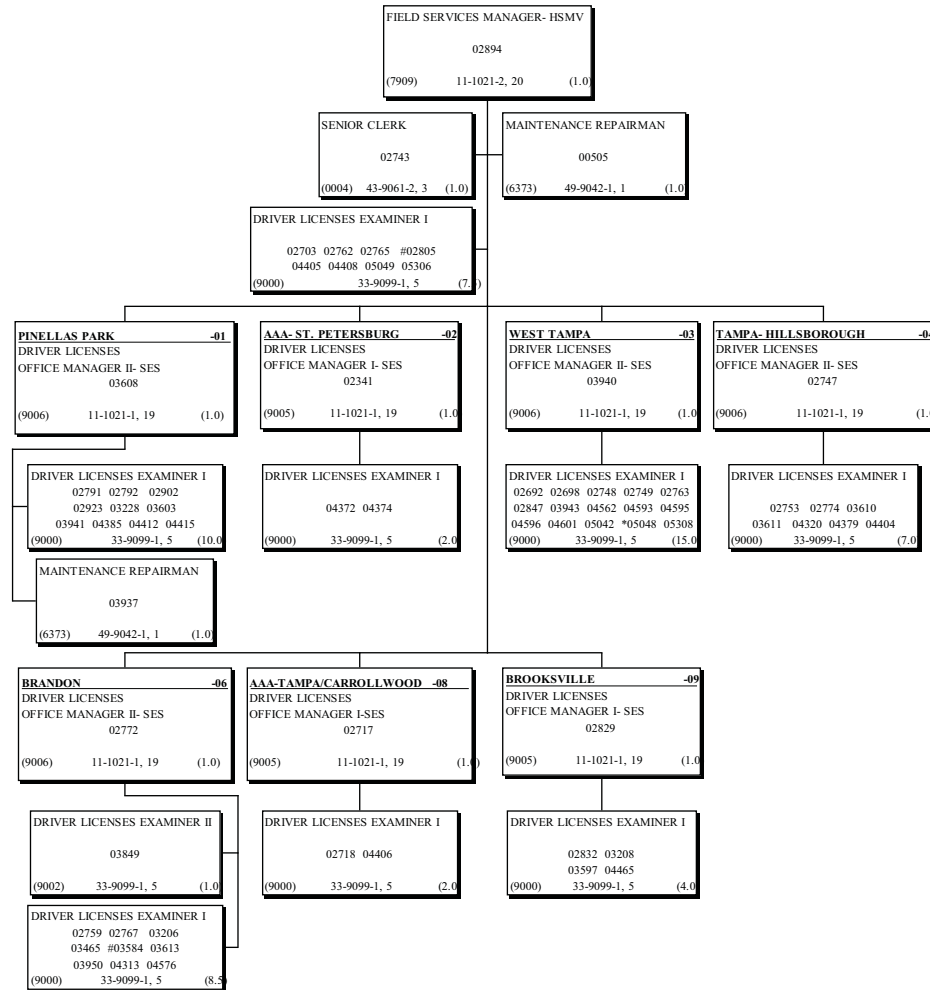 FIELD SERVICES MANAGER- HSMV
02894
(7909) 11-1021-2, 20 (1.0)
SENIOR CLERK
02743
(0004) 43-9061-2, 3 (1.0)
MAINTENANCE REPAIRMAN
00505
(6373) 49-9042-1, 1 (1.0)
DRIVER LICENSES EXAMINER I
02703 02762 02765 #02805
04405 04408 05049 05306
(9000) 33-9099-1, 5
PINELLAS PARK -01
DRIVER LICENSES
OFFICE MANAGER II- SES
03608
(9006) 11-1021-1, 19 (1.0)
AAA- ST. PETERSBURG -02
DRIVER LICENSES
OFFICE MANAGER I- SES
02341
(9005) 11-1021-1, 19 (1.0
WEST TAMPA -03
DRIVER LICENSES
OFFICE MANAGER II- SES
03940
(9006) 11-1021-1, 19 (1.0
TAMPA- HILLSBOROUGH -04
DRIVER LICENSES
OFFICE MANAGER II- SES
02747
(9006) 11-1021-1, 19 (1.0
DRIVER LICENSES EXAMINER I
02791 02792 02902
02923 03228 03603
03941 04385 04412 04415
(9000) 33-9099-1, 5 (10.0
MAINTENANCE REPAIRMAN
03937
(6373) 49-9042-1, 1 (1.0)
DRIVER LICENSES EXAMINER I
04372 04374
(9000) 33-9099-1, 5 (2.0
DRIVER LICENSES EXAMINER I
02692 02698 02748 02749 02763
02847 03943 04562 04593 04595
04596 04601 05042 *05048 05308
(9000) 33-9099-1, 5 (15.0
DRIVER LICENSES EXAMINER I
02753 02774 03610
03611 04320 04379 04404
(9000) 33-9099-1, 5 (7.0
BRANDON -06
DRIVER LICENSES
OFFICE MANAGER II- SES
02772
(9006) 11-1021-1, 19 (1.0)
AAA-TAMPA/CARROLLWOOD -08
DRIVER LICENSES
OFFICE MANAGER I-SES
02717
(9005) 11-1021-1, 19 (1.0)
BROOKSVILLE -09
DRIVER LICENSES
OFFICE MANAGER I- SES
02829
(9005) 11-1021-1, 19 (1.0
DRIVER LICENSES EXAMINER II
03849
(9002) 33-9099-1, 5 (1.0
DRIVER LICENSES EXAMINER I
02759 02767 03206
03465 #03584 03613
03950 04313 04576
(9000) 33-9099-1, 5 (8.5)
DRIVER LICENSES EXAMINER I
02718 04406
(9000) 33-9099-1, 5 (2.0
DRIVER LICENSES EXAMINER I
02832 03208
03597 04465
(9000) 33-9099-1, 5 (4.0